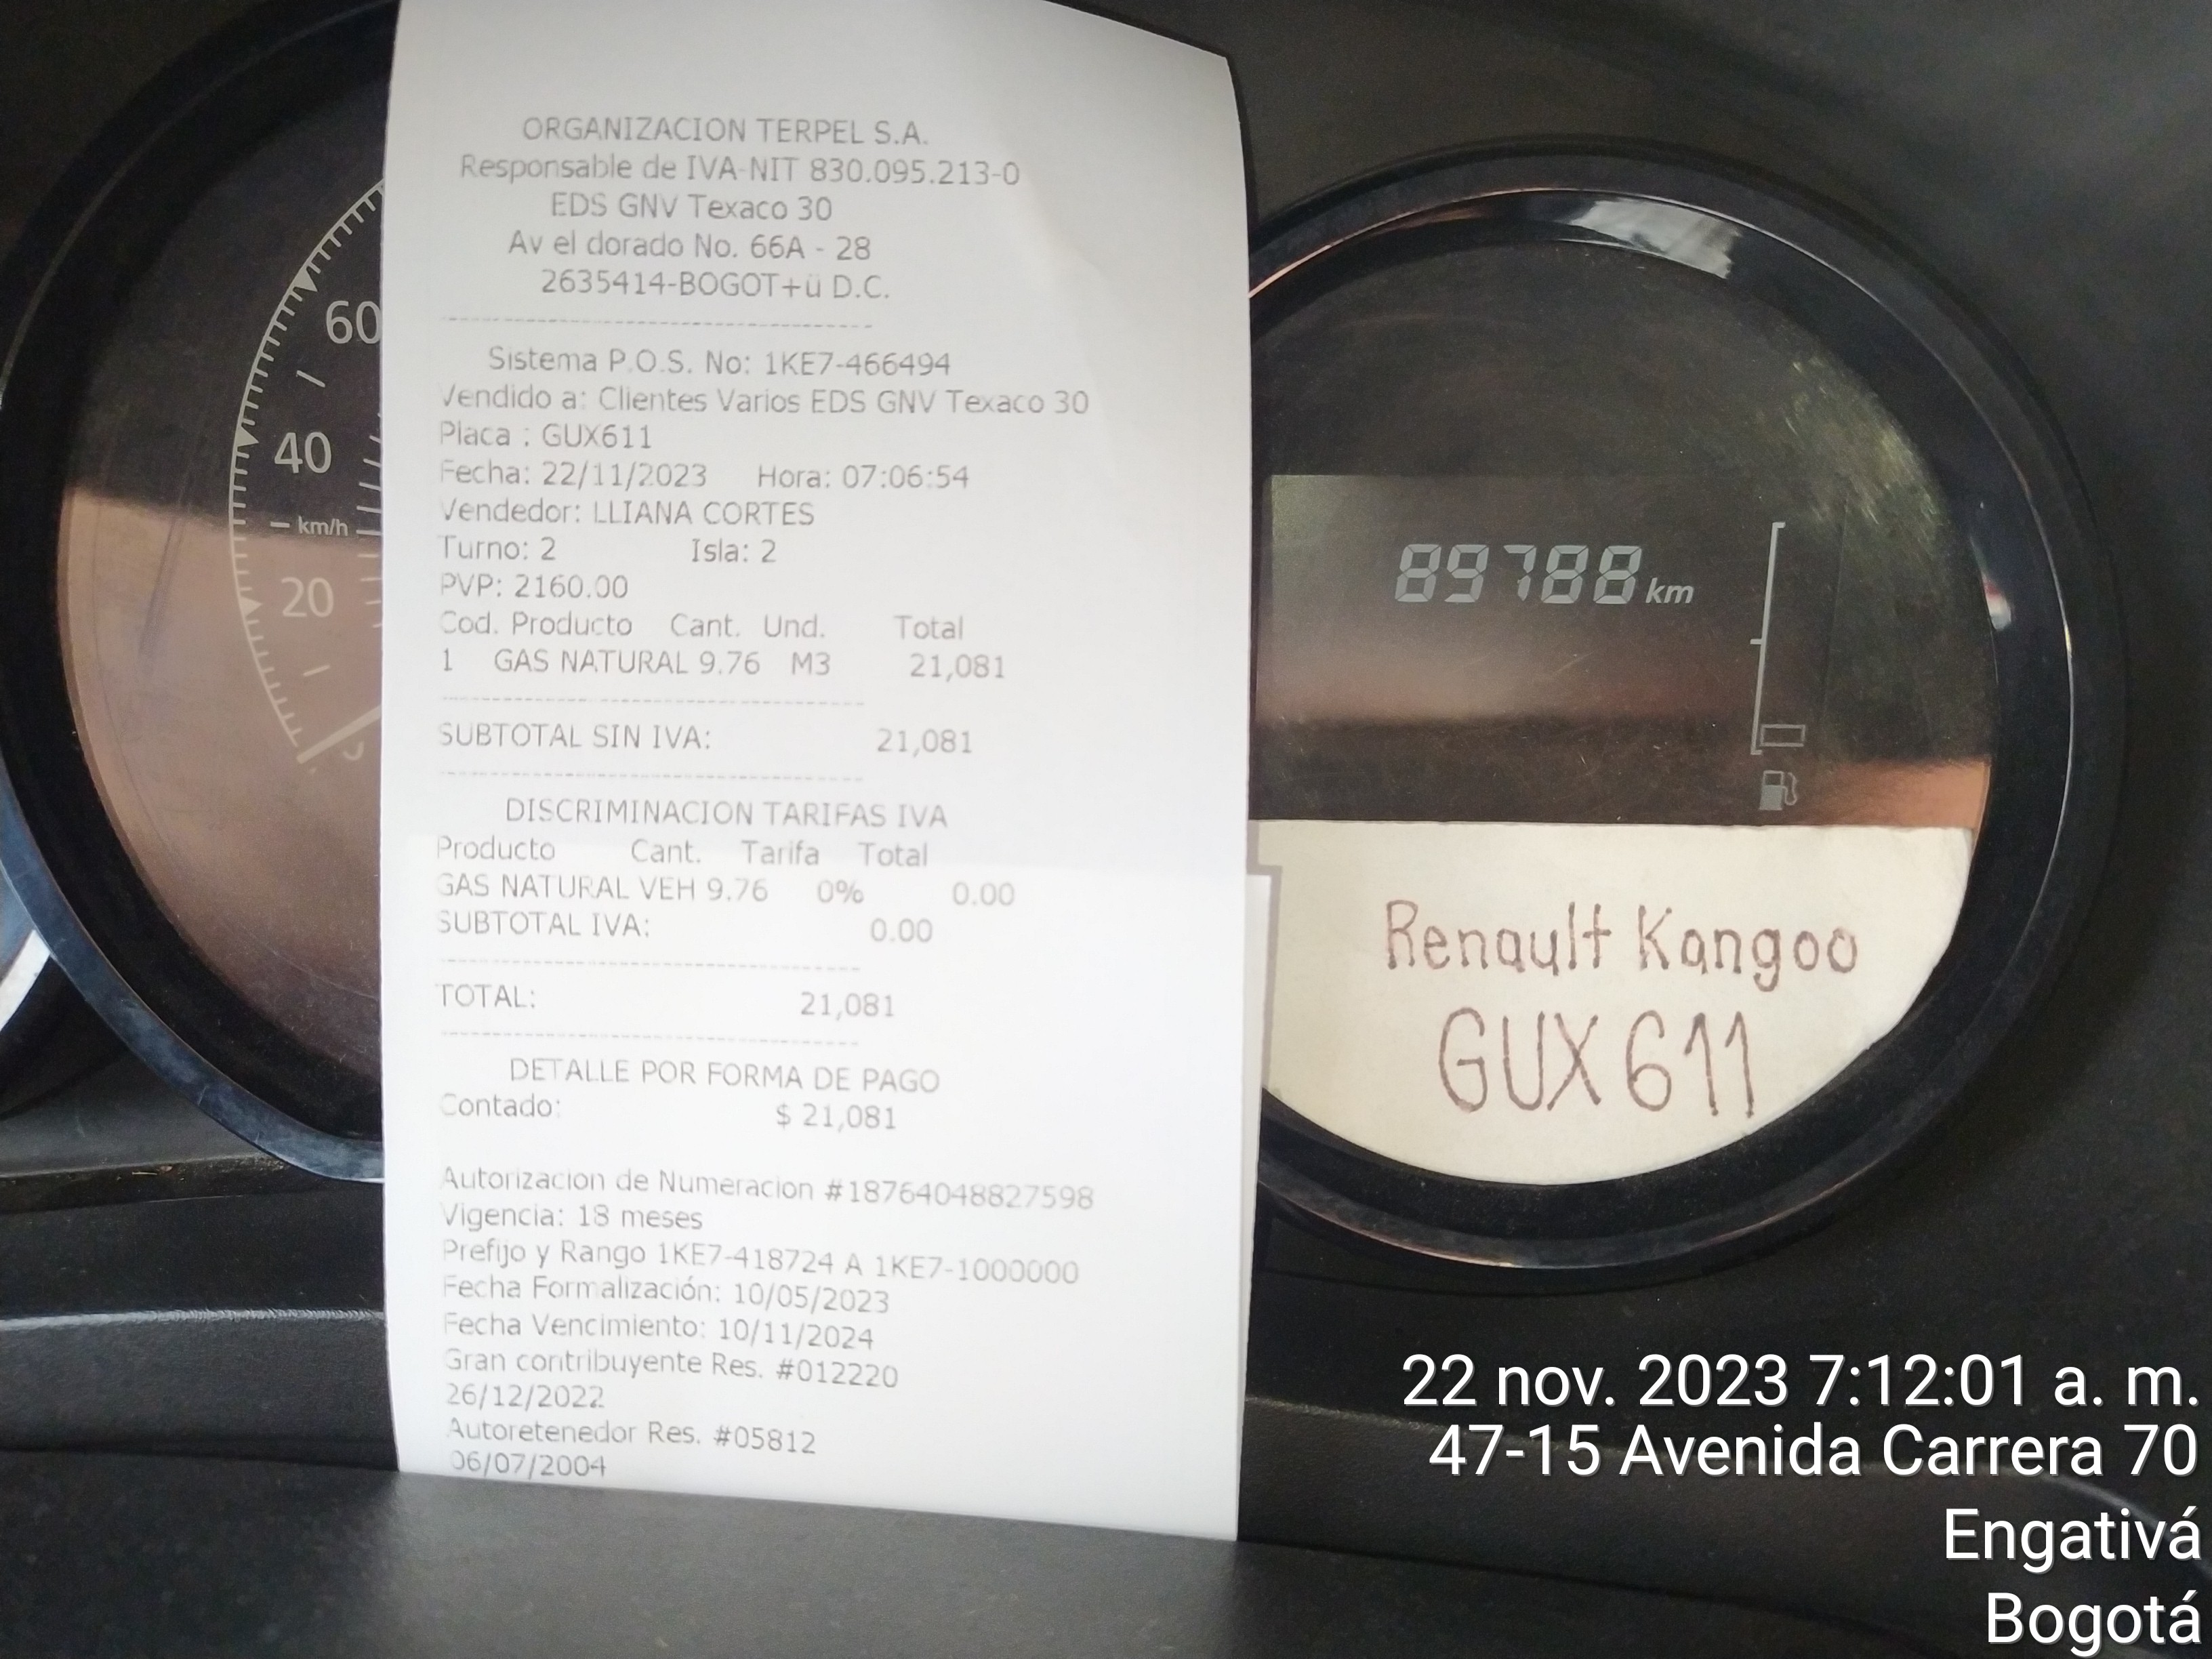 ORGANIZACION TERPEL S.A.
Responsable de IVA-NIT 830.095.213-0
EDS GNV Texaco 30
Av el dorado No. 66A - 28
2635414-BOGOT+ü D.C.
Sistema P.O.S. No: 1KE7-466494
Vendido a: Clientes Varios EDS GNV Texaco 30
Placa : GUX611
Fecha: 22/11/2023 Hora: 07:06:54
Vendedor: LLIANA CORTES
Turno: 2 Isla: 2
PVP: 2160.00
Cod. Producto Cant. Und. Total
1 GAS NATURAL 9.76 M3 21,081
SUBTOTAL SIN IVA: 21,081
DISCRIMINACION TARIFAS IVA
Producto Cant. Tarifa Total
GAS NATURAL VEH 9.76 0% 0.00
SUBTOTAL IVA: 0.00
TOTAL: 21,081
DETALLE POR FORMA DE PAGO
Contado: $ 21,081
Autorizacion de Numeracion #18764048827598
Vigencia: 18 meses
Prefijo y Rango 1KE7-418724 A 1KE7-1000000
Fecha Formalización: 10/05/2023
Fecha Vencimiento: 10/11/2024
Gran contribuyente Res. #012220
26/12/2022
Autoretenedor Res. #05812
06/07/2004
60
40
km/h
20
89788 km
Renault Kangoo
GUX 611
22 nov. 2023 7:12:01 a. m.
47-15 Avenida Carrera 70
Engativá
Bogotá